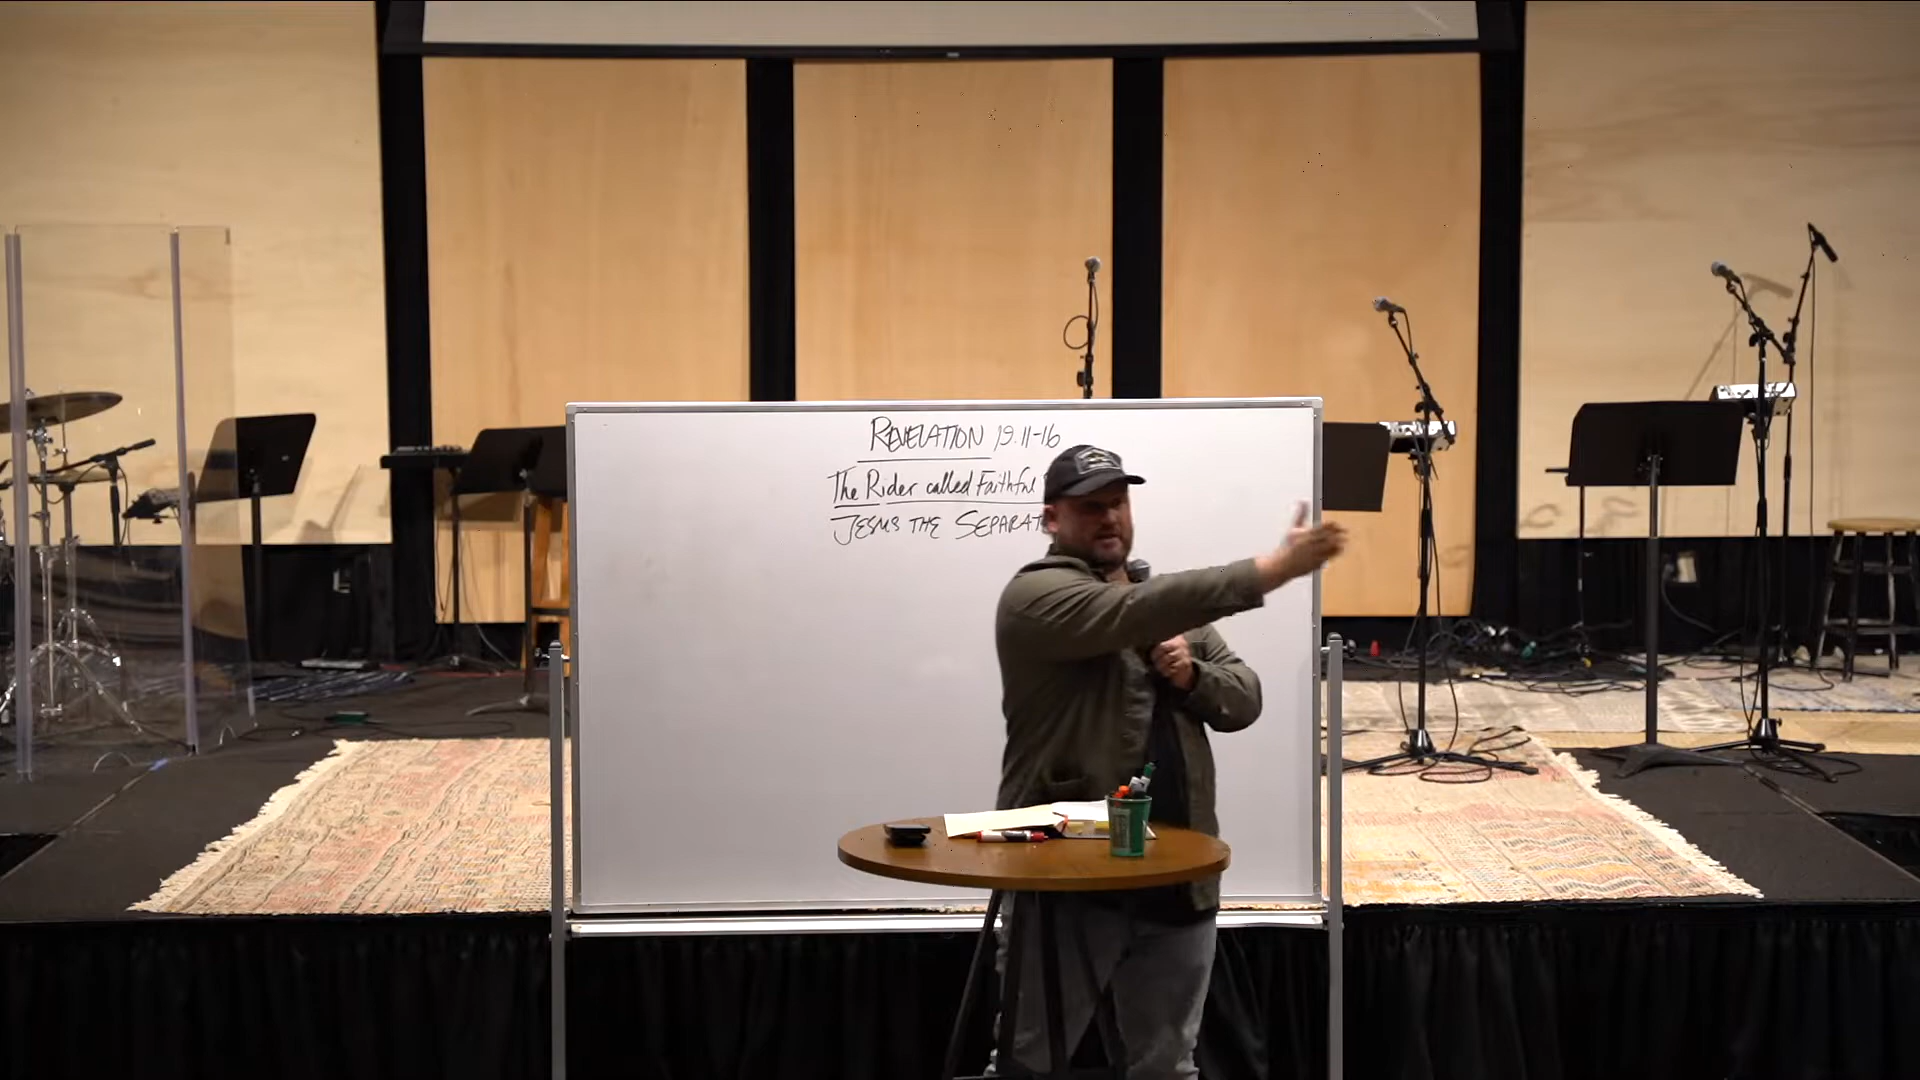 REVELATION 19.11-16
The Rider called Faithful
JESUS THE SEPARAT